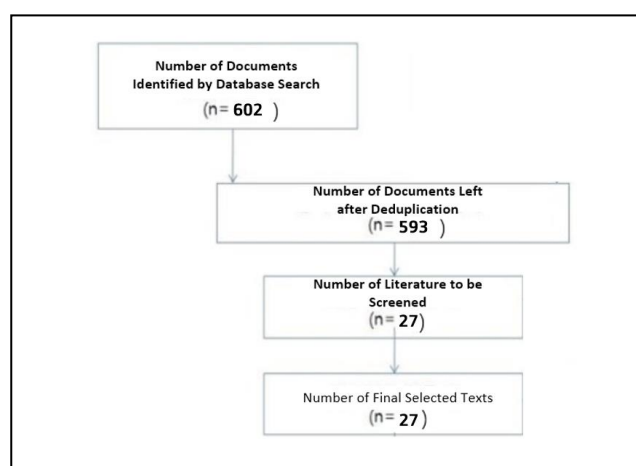 Number of Documents
Identified by Database Search
(n= 602 )
Number of Documents Left
after Deduplication
(n= 593 )
Number of Literature to be
Screened
(n= 27)
Number of Final Selected Texts
(n= 27)